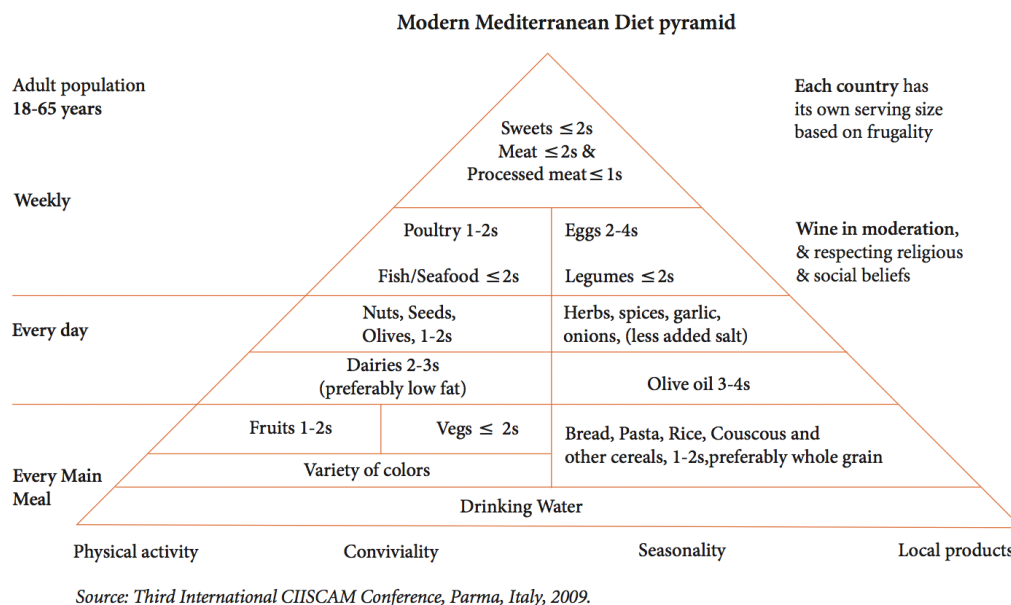 Modern Mediterranean Diet pyramid
Adult population
18-65 years
Each country has
its own serving size
based on frugality
Sweets ≤2s
Meat ≤2s &
Processed meat≤1s
Weekly
Poultry 1-2s
Eggs 2-4s
Fish/Seafood ≤2s
Legumes ≤2s
Wine in moderation,
& respecting religious
& social beliefs
Every day
Nuts, Seeds,
Olives, 1-2s
Herbs, spices, garlic,
onions, (less added salt)
Dairies 2-3s
(preferably low fat)
Olive oil 3-4s
Every Main
Meal
Fruits 1-2s
Vegs ≤ 2s
Variety of colors
Bread, Pasta, Rice, Couscous and
other cereals, 1-2s,preferably whole grain
Drinking Water
Physical activity
Conviviality
Seasonality
Local products
Source: Third International CIISCAM Conference, Parma, Italy, 2009.